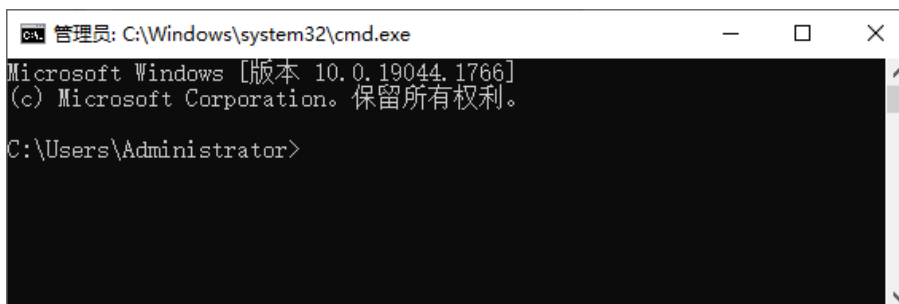 管理员: C:\Windows\system32\cmd.exe
Microsoft Windows [版本 10.0.19044.1766]
(c) Microsoft Corporation。保留所有权利。
C:\Users\Administrator>